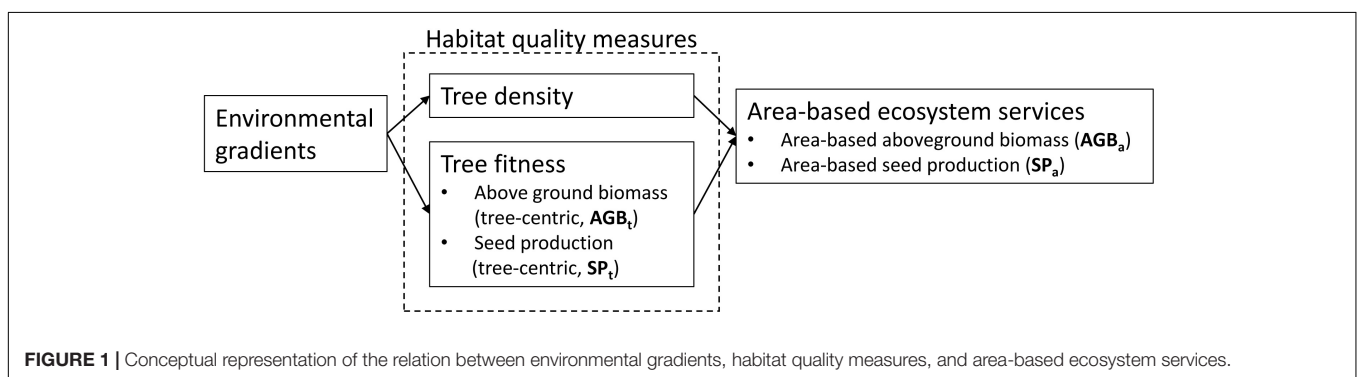 Habitat quality measures
Environmental
gradients
Tree density
Tree fitness
• Above ground biomass
(tree-centric, AGBt)
• Seed production
(tree-centric, SPt)
Area-based ecosystem services
• Area-based aboveground biomass (AGBa)
• Area-based seed production (SPa)
FIGURE 1 | Conceptual representation of the relation between environmental gradients, habitat quality measures, and area-based ecosystem services.